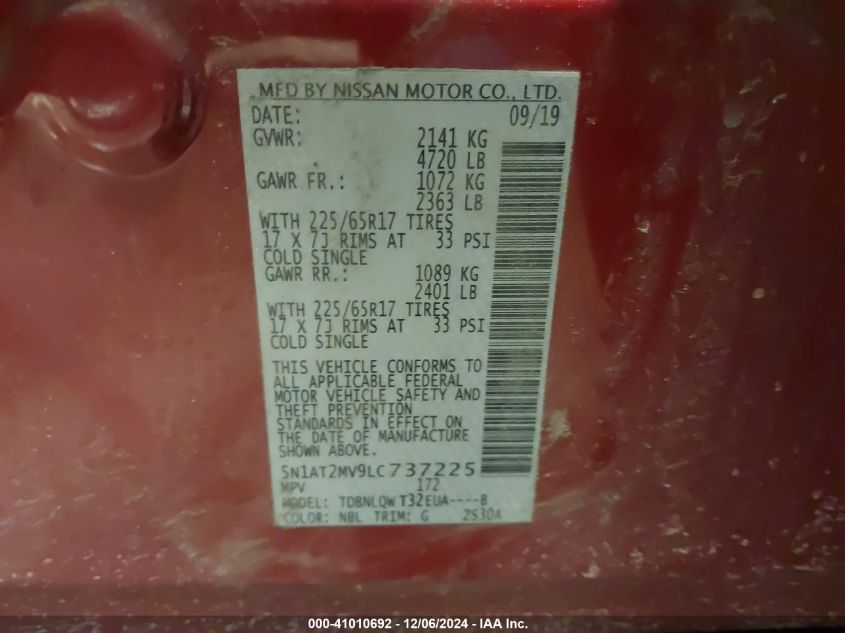 MFD BY NISSAN MOTOR CO., LTD.
DATE: 09/19
GVWR: 2141 KG
4720 LB
GAWR FR.: 1072 KG
2363 LB
WITH 225/65R17 TIRES
17 X 7J RIMS AT 33 PSI
COLD SINGLE
GAWR RR.: 1089 KG
2401 LB
WITH 225/65R17 TIRES
17 X 7J RIMS AT 33 PSI
COLD SINGLE
THIS VEHICLE CONFORMS TO
ALL APPLICABLE FEDERAL
MOTOR VEHICLE SAFETY AND
THEFT PREVENTION
STANDARDS IN EFFECT ON
THE DATE OF MANUFACTURE
SHOWN ABOVE.
5N1AT2MV9LC737225
MPV 172
MODEL: TDBNLQW T32EUA----B
COLOR: NBL TRIM: G 2S30A
000-41010692 - 12/06/2024 - IAA Inc.